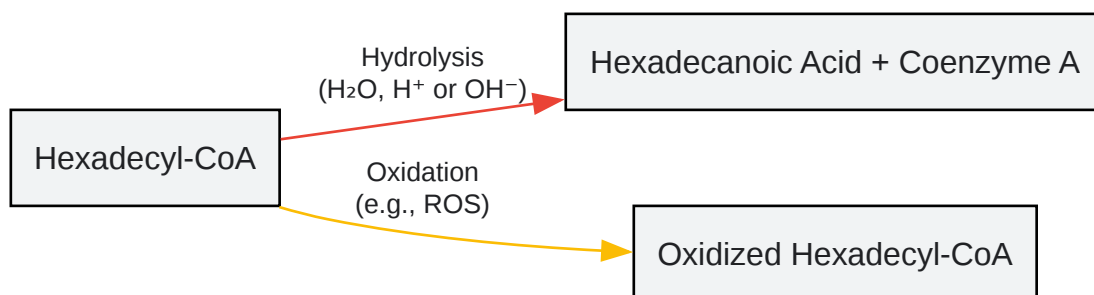 Hydrolysis
(H₂O, H⁺ or OH⁻)
Hexadecanoic Acid + Coenzyme A
Hexadecyl-CoA
Oxidation
(e.g., ROS)
Oxidized Hexadecyl-CoA